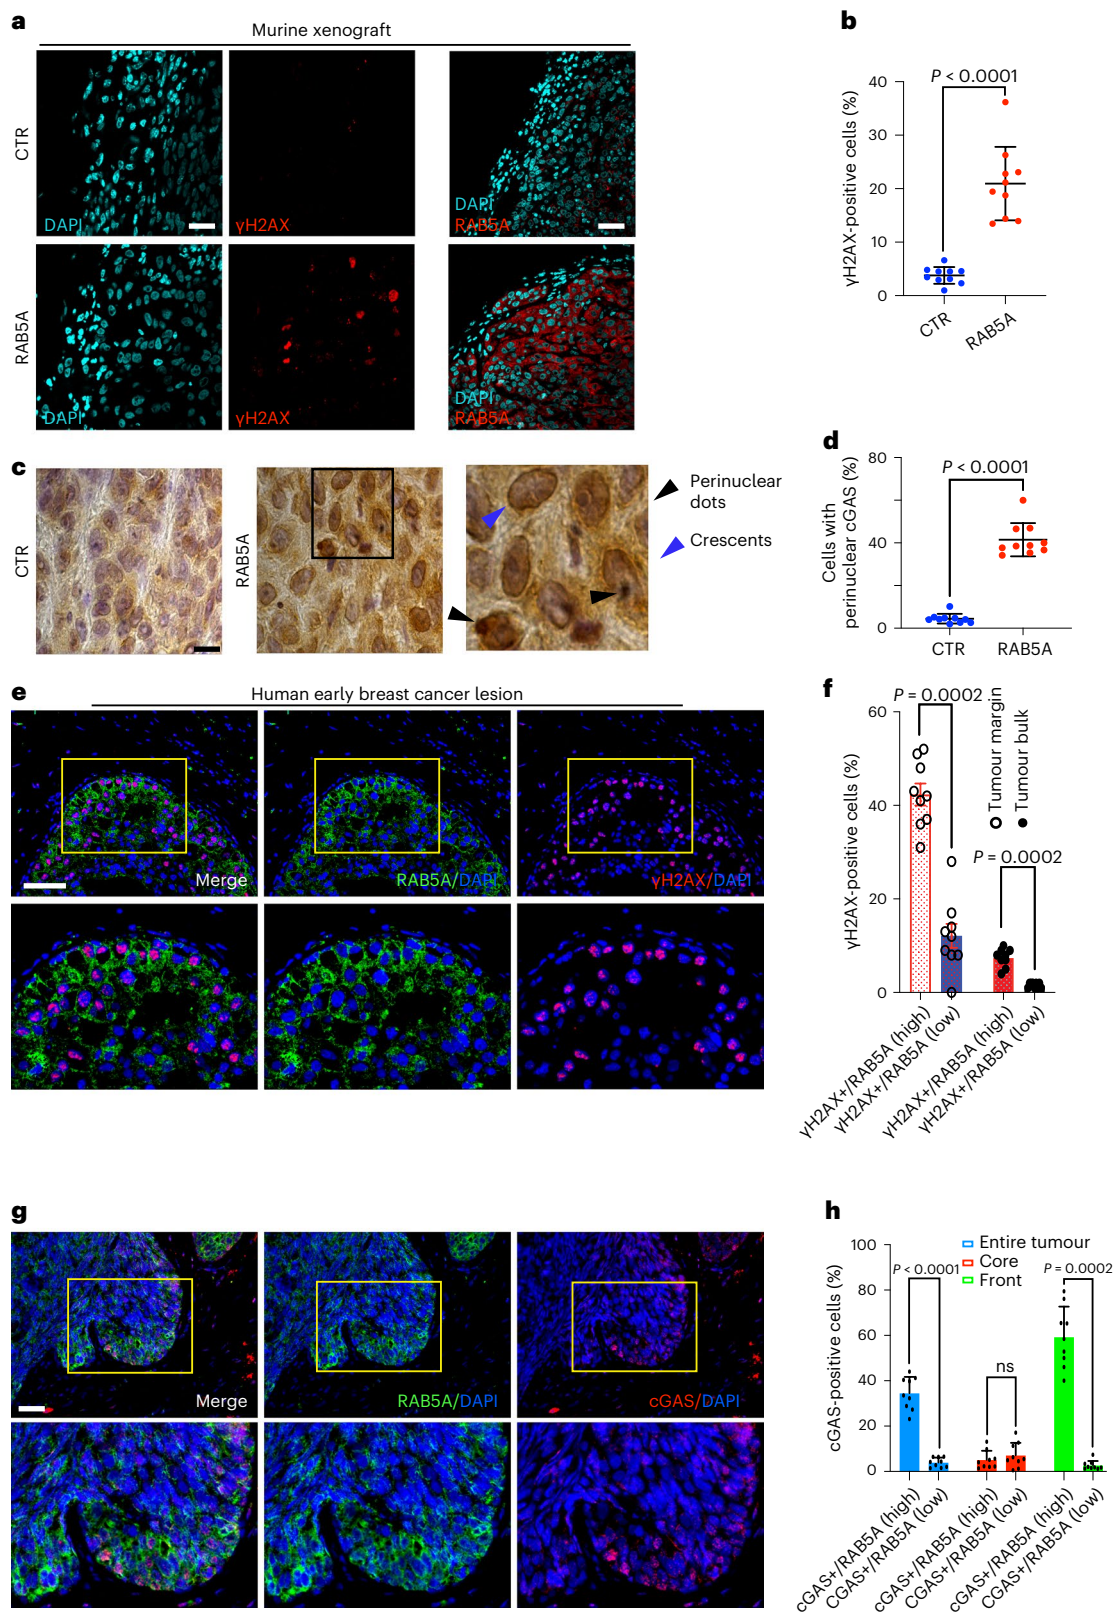 a
Murine xenograft
CTR
DAPI
γH2AX
DAPI
RAB5A
RAB5A
DAPI
γH2AX
DAPI
RAB5A
b
γH2AX-positive cells (%)
P < 0.0001
40
30
20
10
0
CTR
RAB5A
c
CTR
RAB5A
Perinuclear
dots
Crescents
d
Cells with
perinuclear cGAS (%)
P < 0.0001
80
40
0
CTR
RAB5A
e
Human early breast cancer lesion
Merge
RAB5A/DAPI
γH2AX/DAPI
f
γH2AX-positive cells (%)
P = 0.0002
60
40
20
0
Tumour margin
Tumour bulk
P = 0.0002
γH2AX+/RAB5A (high)
γH2AX+/RAB5A (low)
γH2AX+/RAB5A (high)
γH2AX+/RAB5A (low)
g
Merge
RAB5A/DAPI
cGAS/DAPI
h
cGAS-positive cells (%)
100
80
60
40
20
0
Entire tumour
Core
Front
P < 0.0001
ns
P = 0.0002
cGAS+/RAB5A (high)
CGAS+/RAB5A (low)
cGAS+/RAB5A (high)
CGAS+/RAB5A (low)
cGAS+/RAB5A (high)
CGAS+/RAB5A (low)